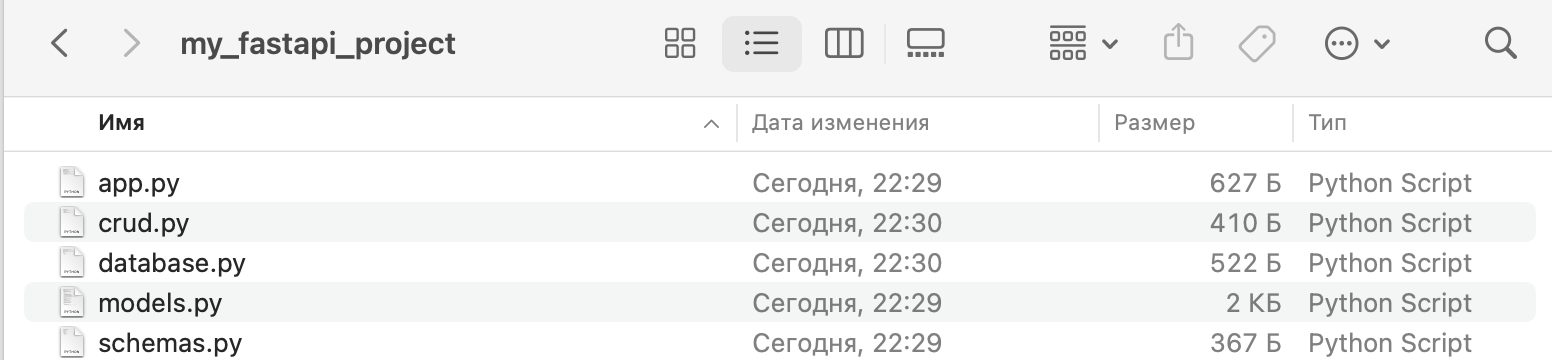 my_fastapi_project
Имя Дата изменения Размер Тип
app.py Сегодня, 22:29 627 Б Python Script
crud.py Сегодня, 22:30 410 Б Python Script
database.py Сегодня, 22:30 522 Б Python Script
models.py Сегодня, 22:29 2 КБ Python Script
schemas.py Сегодня, 22:29 367 Б Python Script